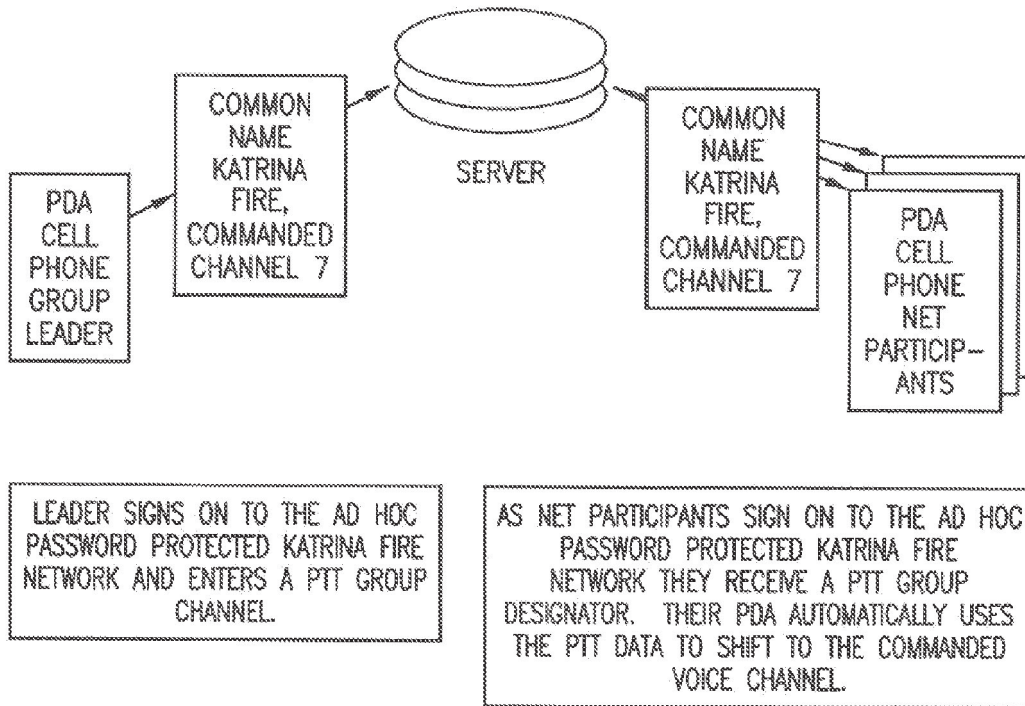 PDA
CELL
PHONE
GROUP
LEADER
COMMON
NAME
KATRINA
FIRE,
COMMANDED
CHANNEL 7
SERVER
COMMON
NAME
KATRINA
FIRE,
COMMANDED
CHANNEL 7
PDA
CELL
PHONE
NET
PARTICIP-
ANTS
LEADER SIGNS ON TO THE AD HOC
PASSWORD PROTECTED KATRINA FIRE
NETWORK AND ENTERS A PTT GROUP
CHANNEL.
AS NET PARTICIPANTS SIGN ON TO THE AD HOC
PASSWORD PROTECTED KATRINA FIRE
NETWORK THEY RECEIVE A PTT GROUP
DESIGNATOR. THEIR PDA AUTOMATICALLY USES
THE PTT DATA TO SHIFT TO THE COMMANDED
VOICE CHANNEL.